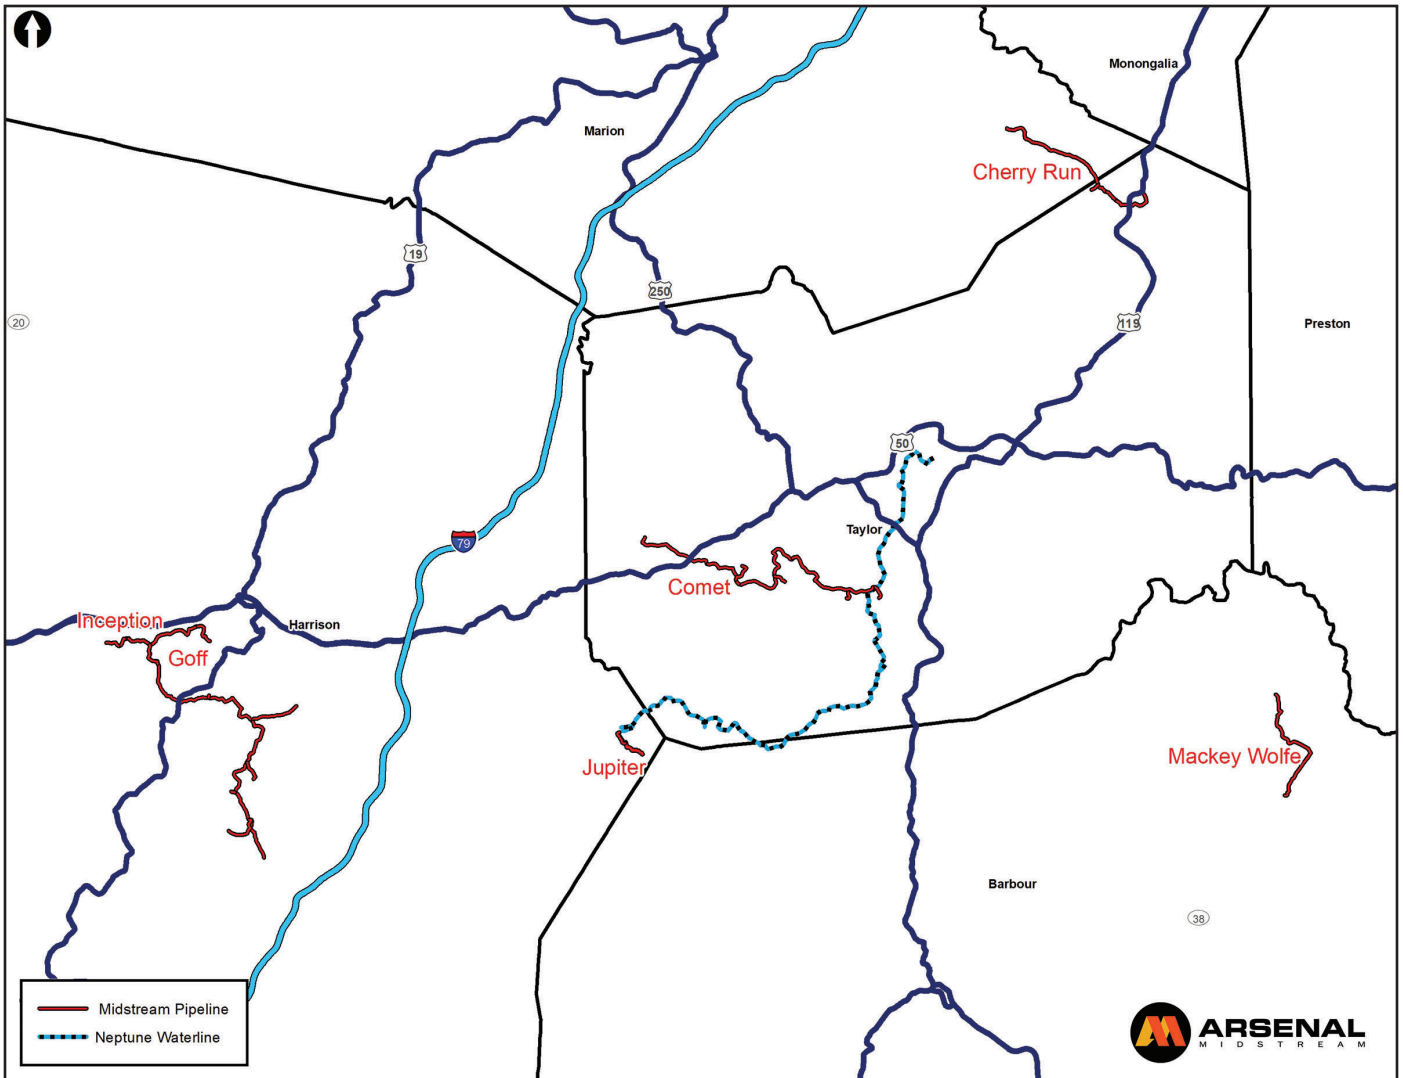 Monongalia
Marion
Cherry Run
19
250
20
119
Preston
50
Taylor
79
Comet
Inception
Harrison
Goff
Jupiter
Mackey Wolfe
Barbour
38
Midstream Pipeline
Neptune Waterline
ARSENAL
MIDSTREAM